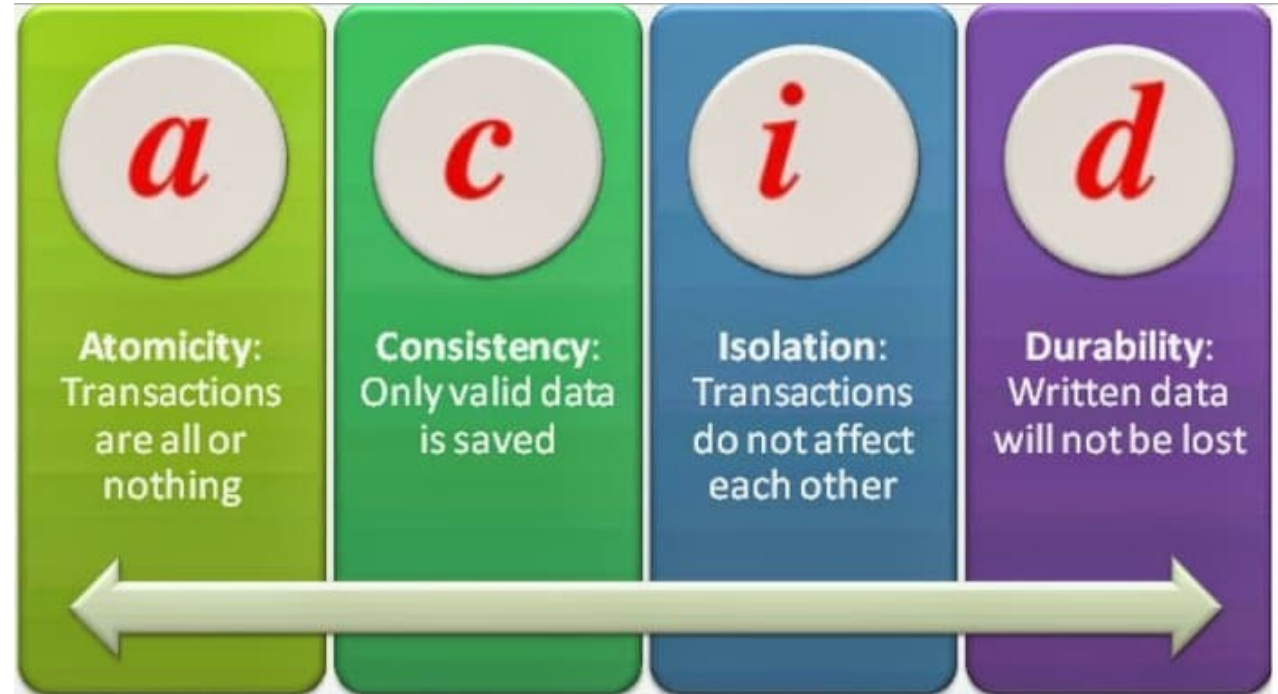 a
Atomicity:
Transactions
are all or
nothing
c
Consistency:
Only valid data
is saved
i
Isolation:
Transactions
do not affect
each other
d
Durability:
Written data
will not be lost